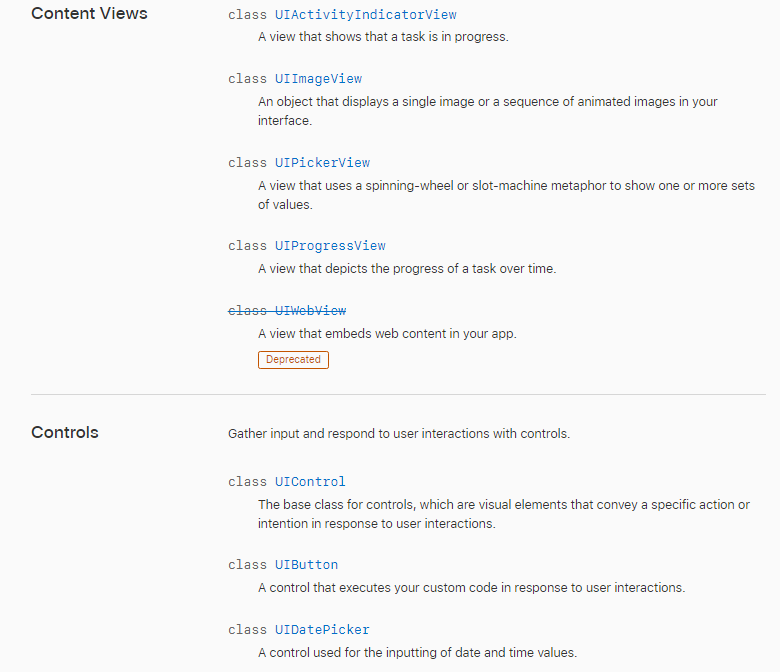 Content Views
class UIActivityIndicatorView
A view that shows that a task is in progress.
class UIImageView
An object that displays a single image or a sequence of animated images in your
interface.
class UIPickerView
A view that uses a spinning-wheel or slot-machine metaphor to show one or more sets
of values.
class UIProgressView
A view that depicts the progress of a task over time.
class UIWebView
A view that embeds web content in your app.
Deprecated
Controls
Gather input and respond to user interactions with controls.
class UIControl
The base class for controls, which are visual elements that convey a specific action or
intention in response to user interactions.
class UIButton
A control that executes your custom code in response to user interactions.
class UIDatePicker
A control used for the inputting of date and time values.